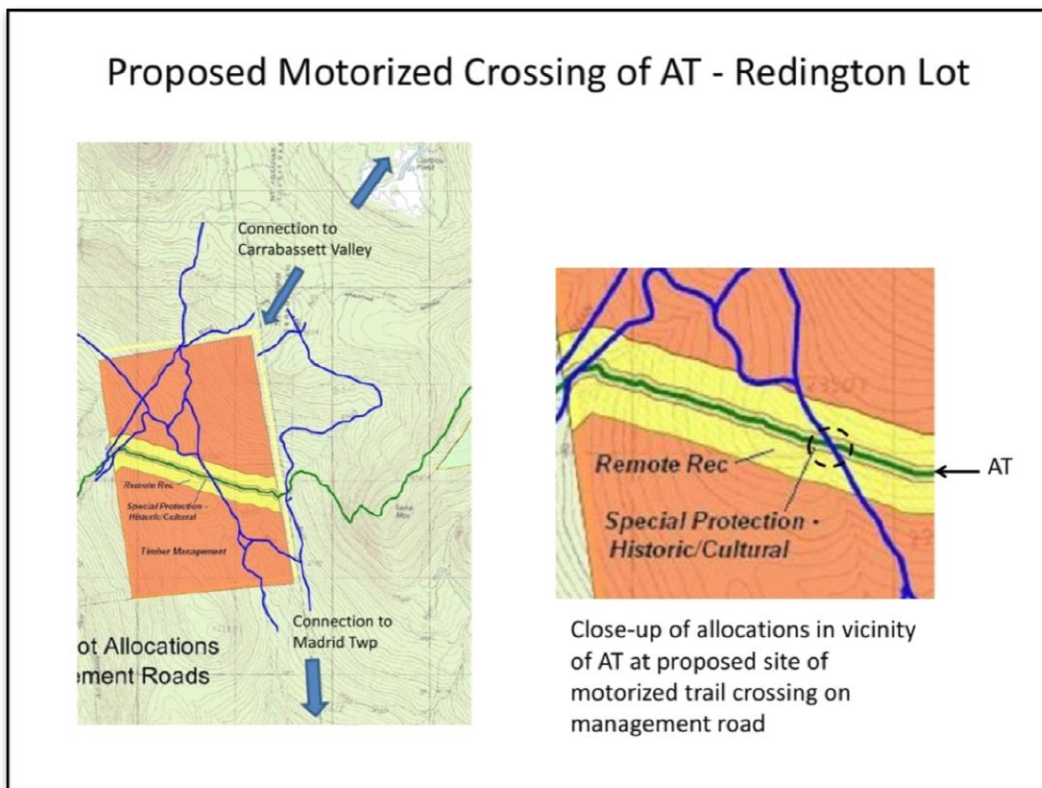 Proposed Motorized Crossing of AT - Redington Lot
Connection to
Carrabassett Valley
Remote Rec
Special Protection -
Historic/Cultural
Timber Management
Connection to
Madrid Twp
ot Allocations
ement Roads
Remote Rec
Special Protection -
Historic/Cultural
AT
Close-up of allocations in vicinity
of AT at proposed site of
motorized trail crossing on
management road